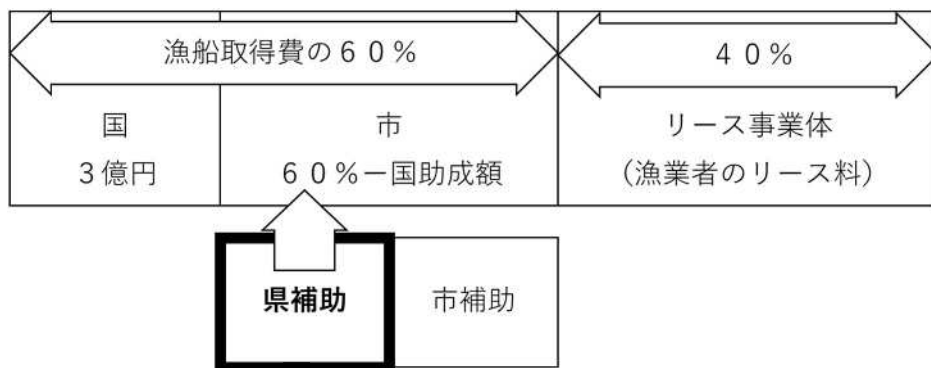 漁船取得費の６０％
４０％
国
３億円
市
６０％ー国助成額
リース事業体
（漁業者のリース料）
県補助
市補助